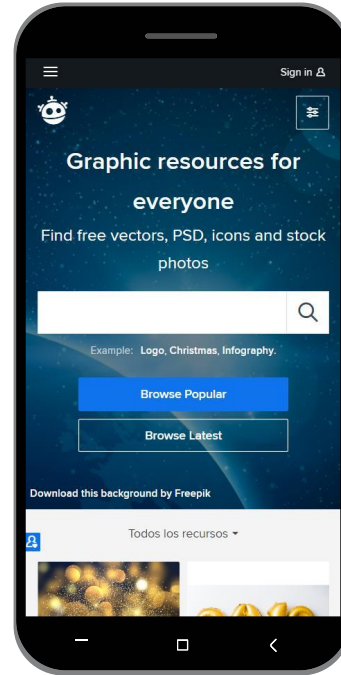 Sign in
Graphic resources for
everyone
Find free vectors, PSD, icons and stock
photos
Example: Logo, Christmas, Infography.
Browse Popular
Browse Latest
Download this background by Freepik
Todos los recursos